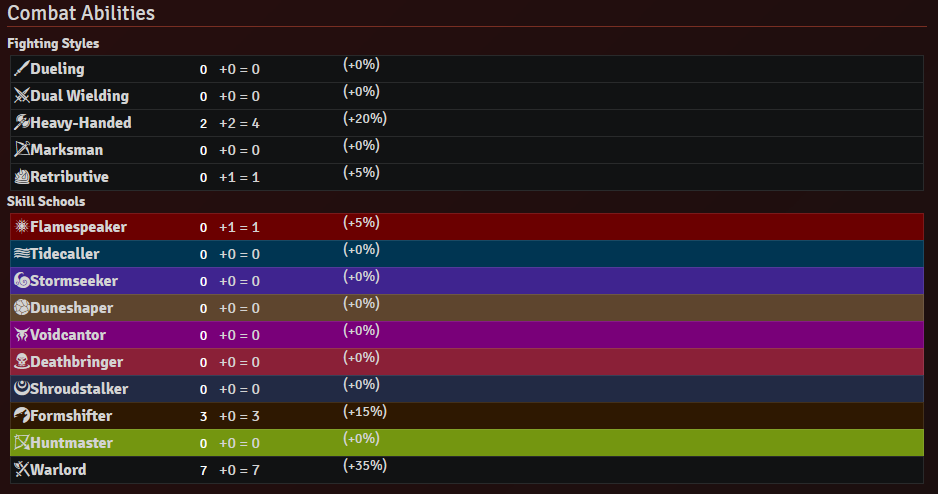 Combat Abilities
Fighting Styles
Dueling 0 +0 = 0 (+0%)
Dual Wielding 0 +0 = 0 (+0%)
Heavy-Handed 2 +2 = 4 (+20%)
Marksman 0 +0 = 0 (+0%)
Retributive 0 +1 = 1 (+5%)
Skill Schools
Flamespeaker 0 +1 = 1 (+5%)
Tidecaller 0 +0 = 0 (+0%)
Stormseeker 0 +0 = 0 (+0%)
Duneshaper 0 +0 = 0 (+0%)
Voidcantor 0 +0 = 0 (+0%)
Deathbringer 0 +0 = 0 (+0%)
Shroudstalker 0 +0 = 0 (+0%)
Formshifter 3 +0 = 3 (+15%)
Huntmaster 0 +0 = 0 (+0%)
Warlord 7 +0 = 7 (+35%)